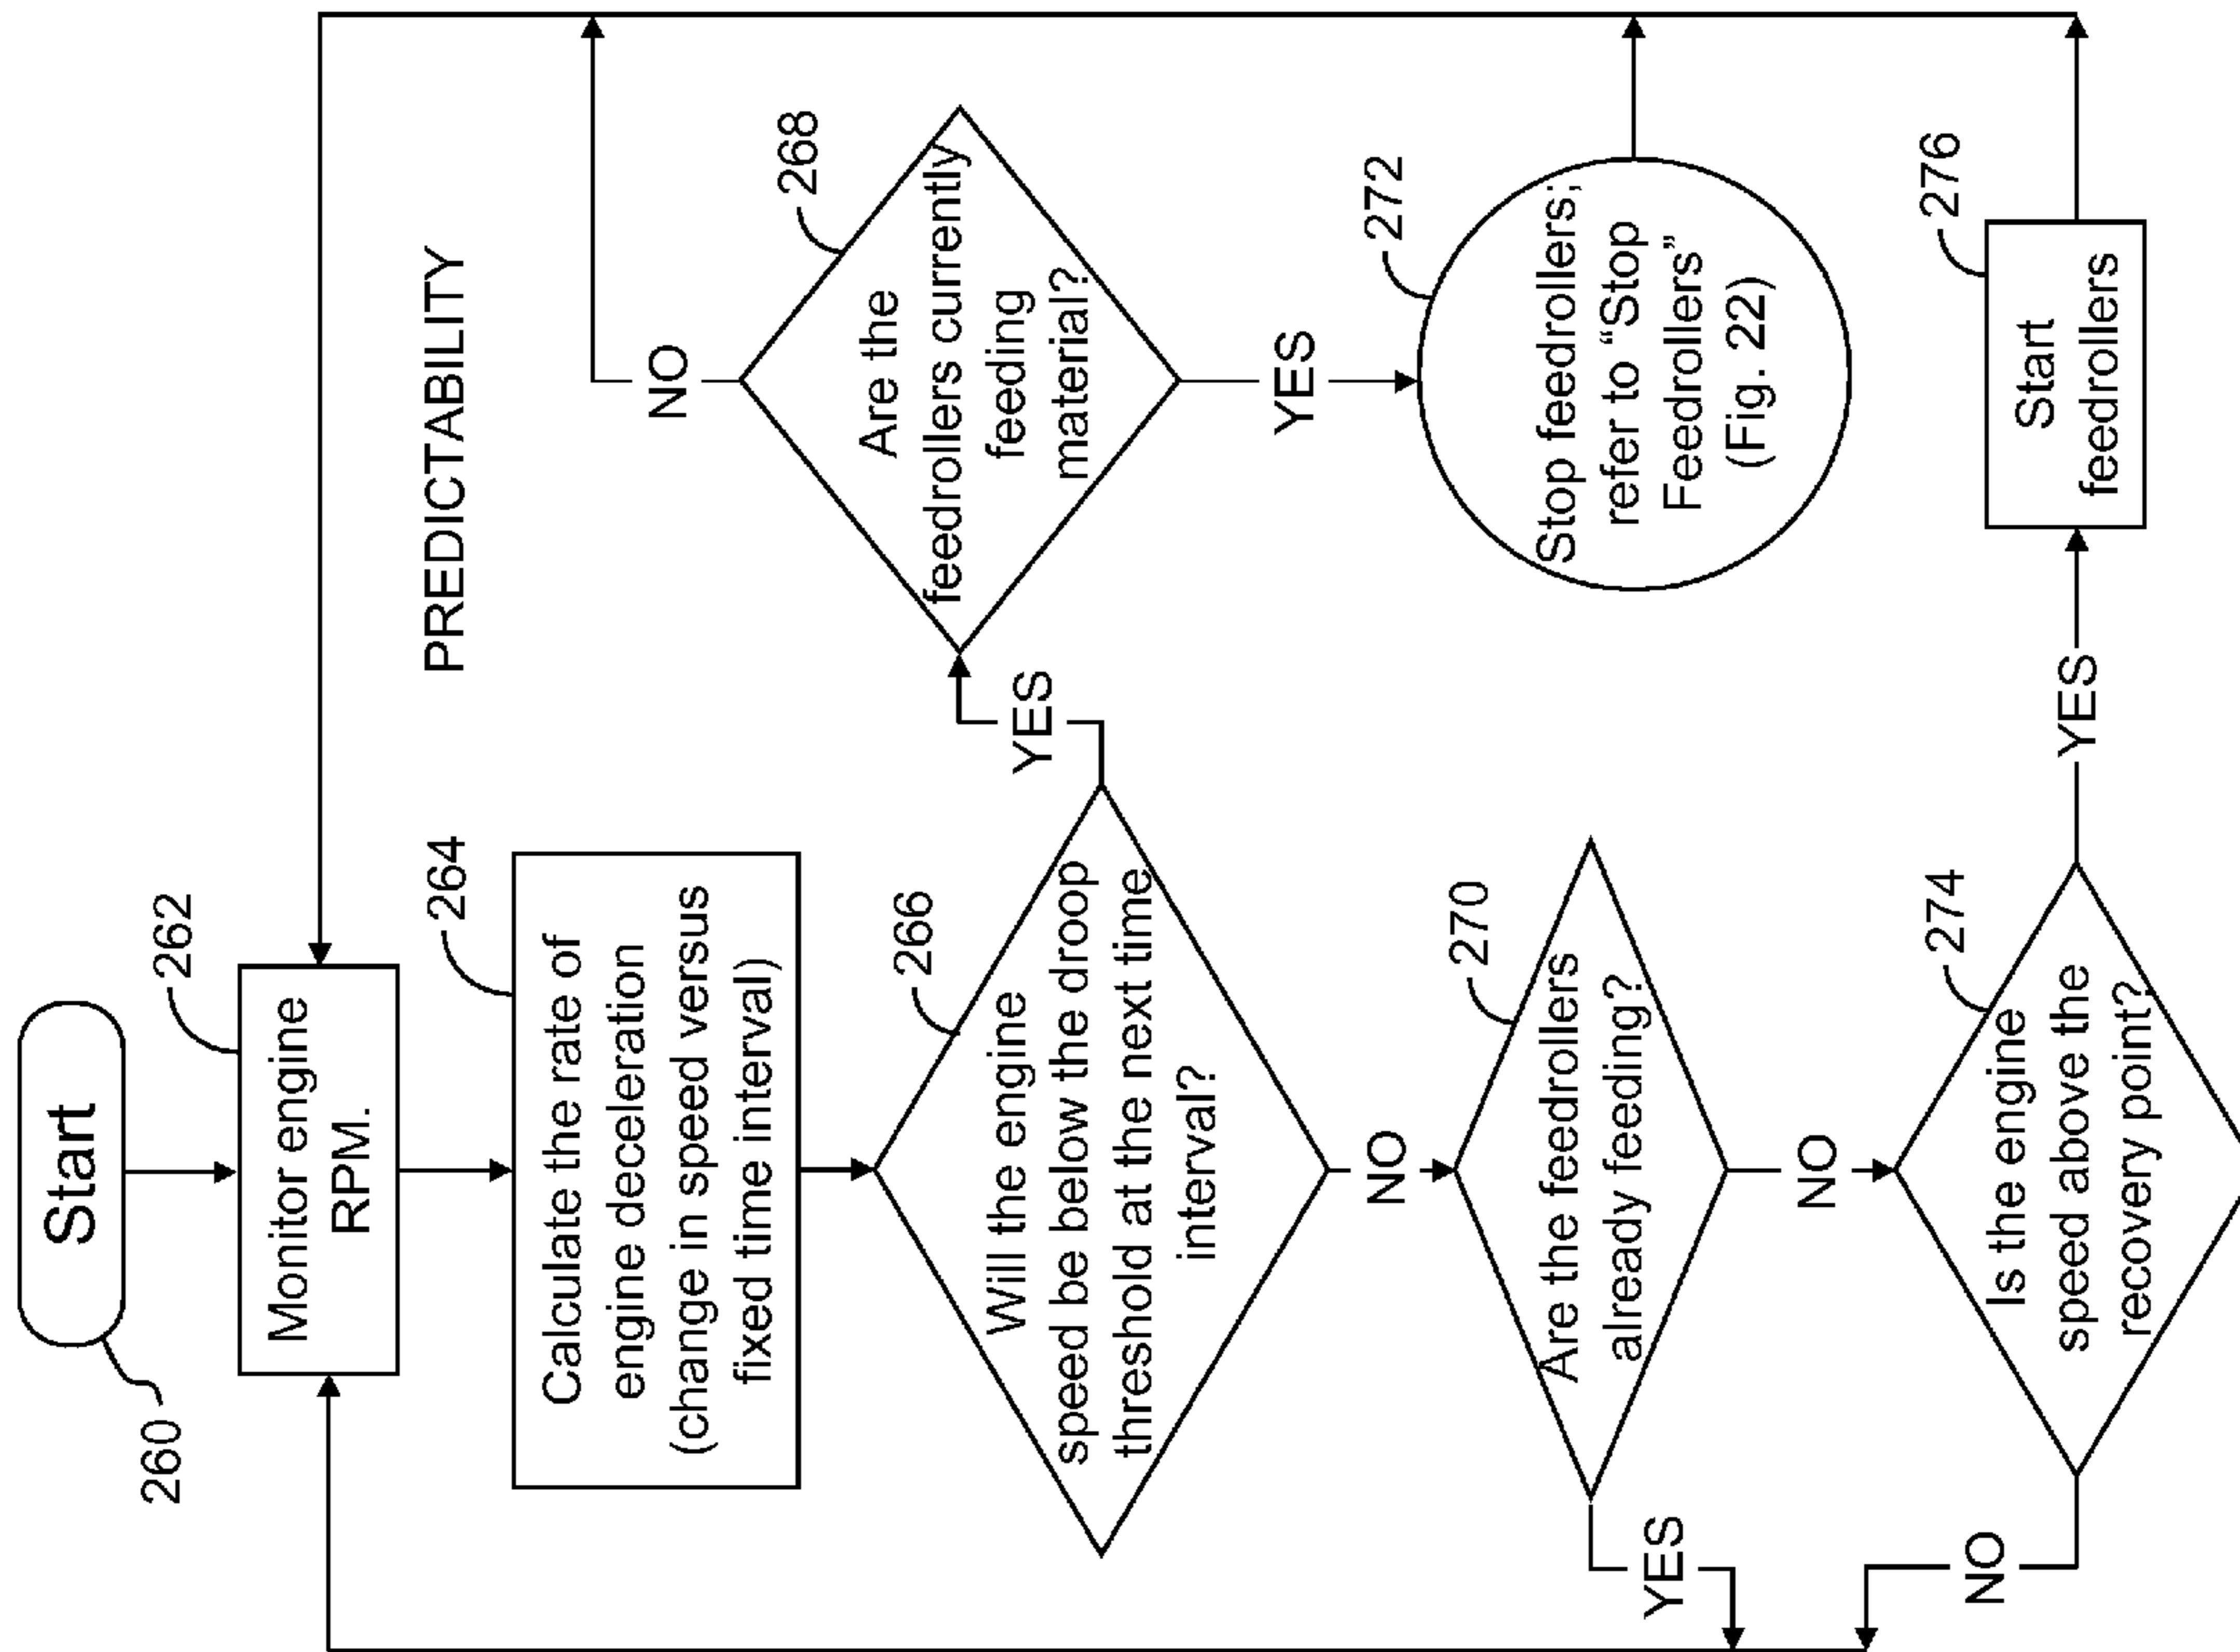 Start
260
262
Monitor engine
RPM.
PREDICTABILITY
264
Calculate the rate of
engine deceleration
(change in speed versus
fixed time interval)
266
Will the engine
speed be below the droop
threshold at the next time
interval?
YES
NO
268
Are the
feedrollers currently
feeding
material?
NO
YES
272
Stop feedrollers;
refer to “Stop
Feedrollers”
(Fig. 22)
270
Are the feedrollers
already feeding?
YES
NO
274
Is the engine
speed above the
recovery point?
NO
YES
276
Start
feedrollers